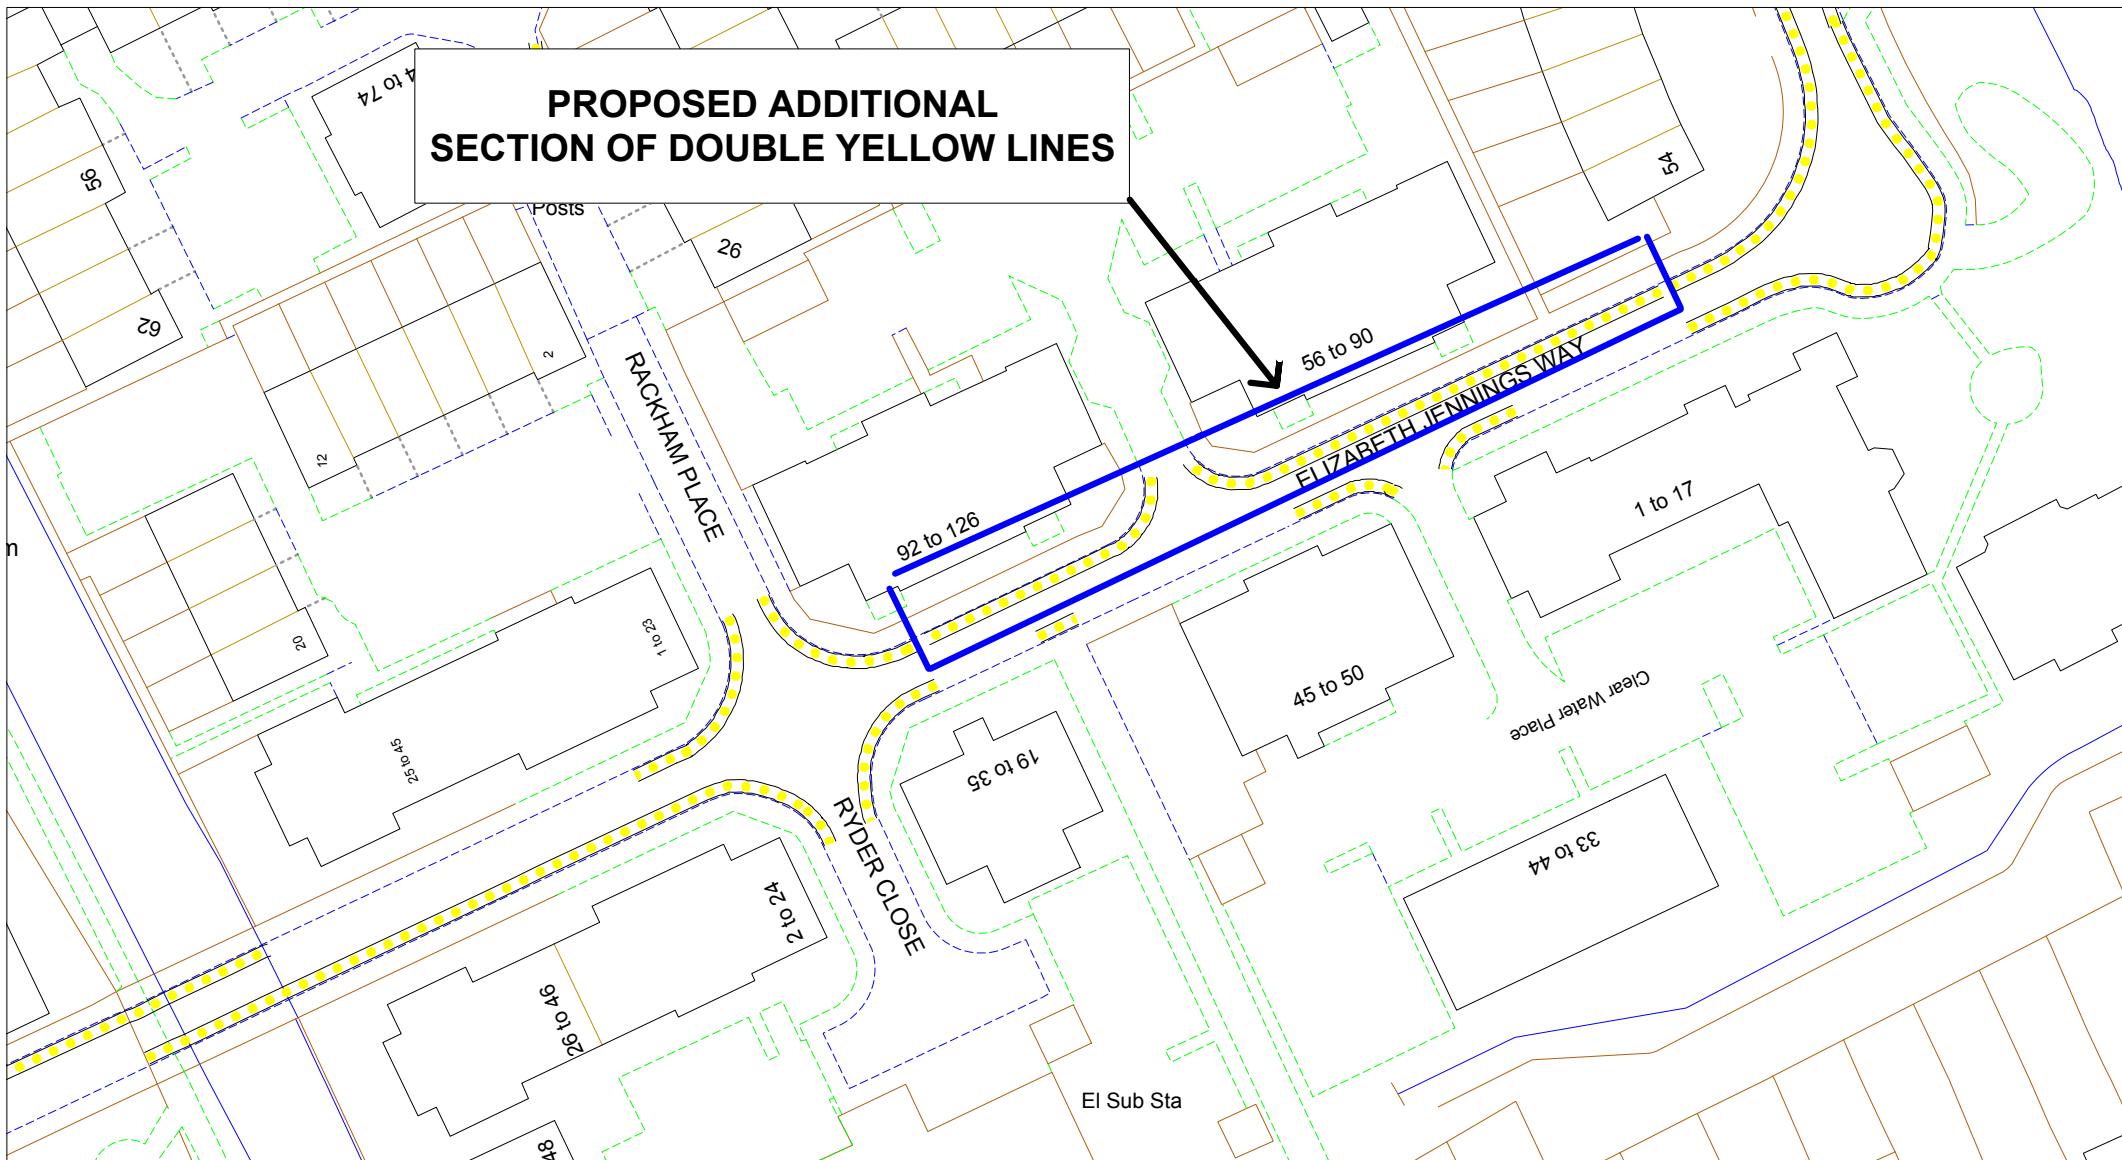 PROPOSED ADDITIONAL
SECTION OF DOUBLE YELLOW LINES
4 to 74
56
62
Posts
26
54
2
12
RACKHAM PLACE
56 to 90
ELIZABETH JENNINGS WAY
92 to 126
1 to 17
20
1 to 23
25 to 45
45 to 50
Clear Water Place
19 to 35
RYDER CLOSE
33 to 44
2 to 24
26 to 46
El Sub Sta
48